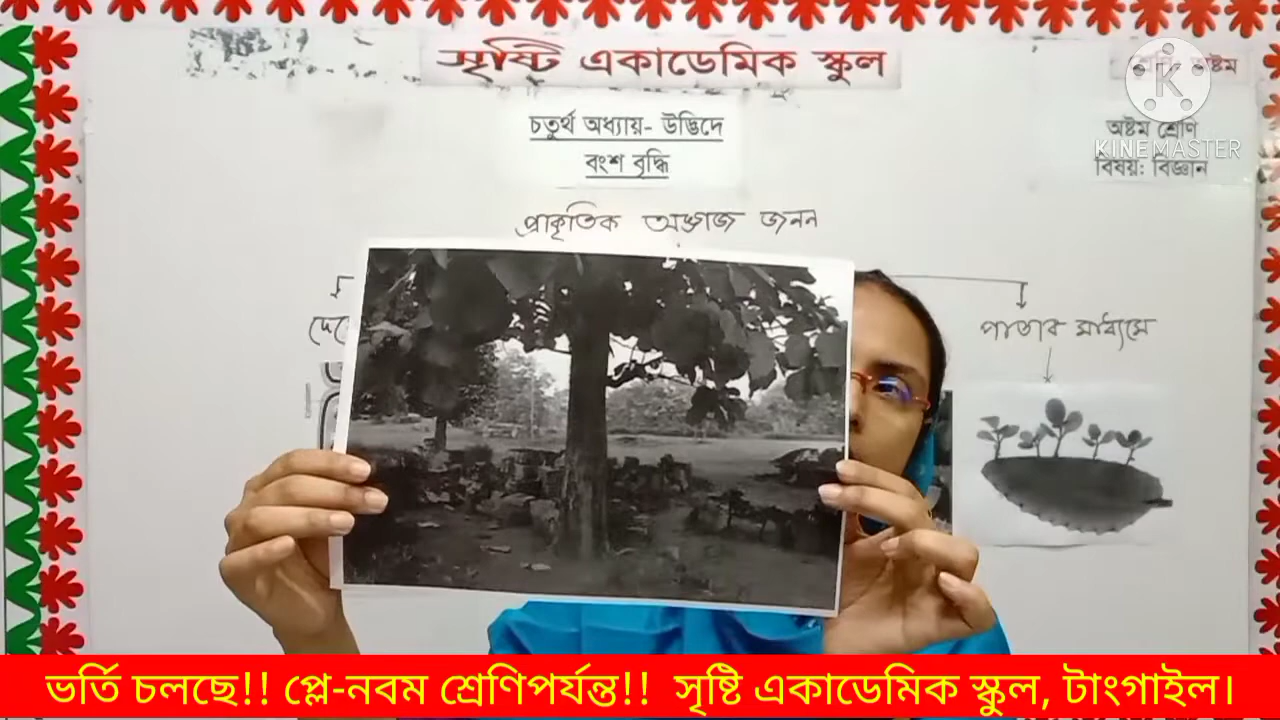 সৃষ্টি একাডেমিক স্কুল
অষ্টম
চতুর্থ অধ্যায়- উদ্ভিদে
বংশ বৃদ্ধি
অষ্টম শ্রেণি
বিষয়: বিজ্ঞান
KINEMASTER
প্রাকৃতিক অঙ্গজ জনন
পাতার মাধ্যমে
ভর্তি চলছে!! প্লে-নবম শ্রেণিপর্যন্ত!! সৃষ্টি একাডেমিক স্কুল, টাংগাইল।